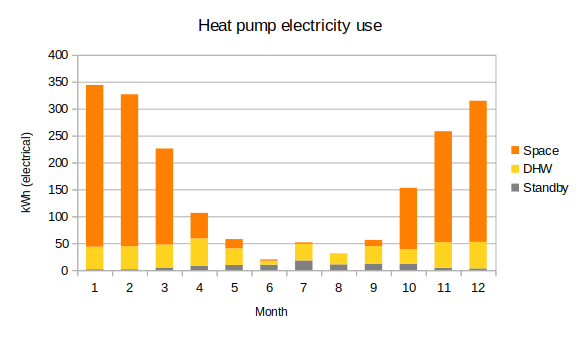 Heat pump electricity use
400
350
300
250
200
150
100
50
0
kWh (electrical)
1 2 3 4 5 6 7 8 9 10 11 12
Month
Space
DHW
Standby